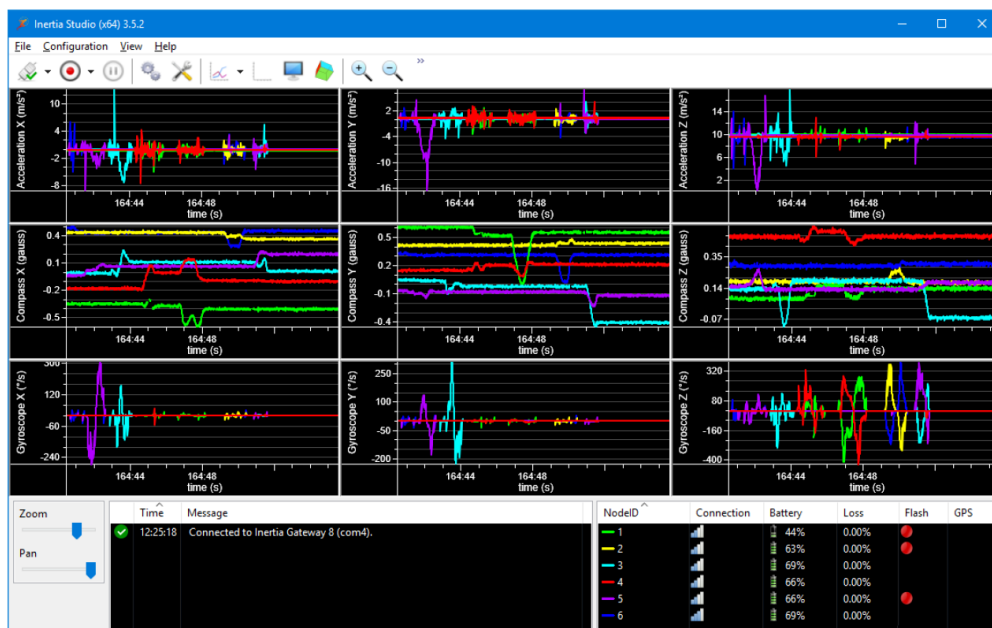 Inertia Studio (x64) 3.5.2
File Configuration View Help
»
Acceleration X (m/s²)
10
4
-2
-8
164:44 164:48
time (s)
Acceleration Y (m/s²)
2
-4
-10
-16
164:44 164:48
time (s)
Acceleration Z (m/s²)
14
10
6
2
164:44 164:48
time (s)
Compass X (gauss)
0.4
0.1
-0.2
-0.5
164:44 164:48
time (s)
Compass Y (gauss)
0.5
0.2
-0.1
-0.4
164:44 164:48
time (s)
Compass Z (gauss)
0.35
0.14
-0.07
164:44 164:48
time (s)
Gyroscope X (°/s)
300
120
-60
-240
164:44 164:48
time (s)
Gyroscope Y (°/s)
250
100
-50
-200
164:44 164:48
time (s)
Gyroscope Z (°/s)
320
80
-160
-400
164:44 164:48
time (s)
Zoom
Pan
Time Message
12:25:18 Connected to Inertia Gateway 8 (com4).
NodeID Connection Battery Loss Flash GPS
1 44% 0.00%
2 63% 0.00%
3 69% 0.00%
4 66% 0.00%
5 66% 0.00%
6 69% 0.00%